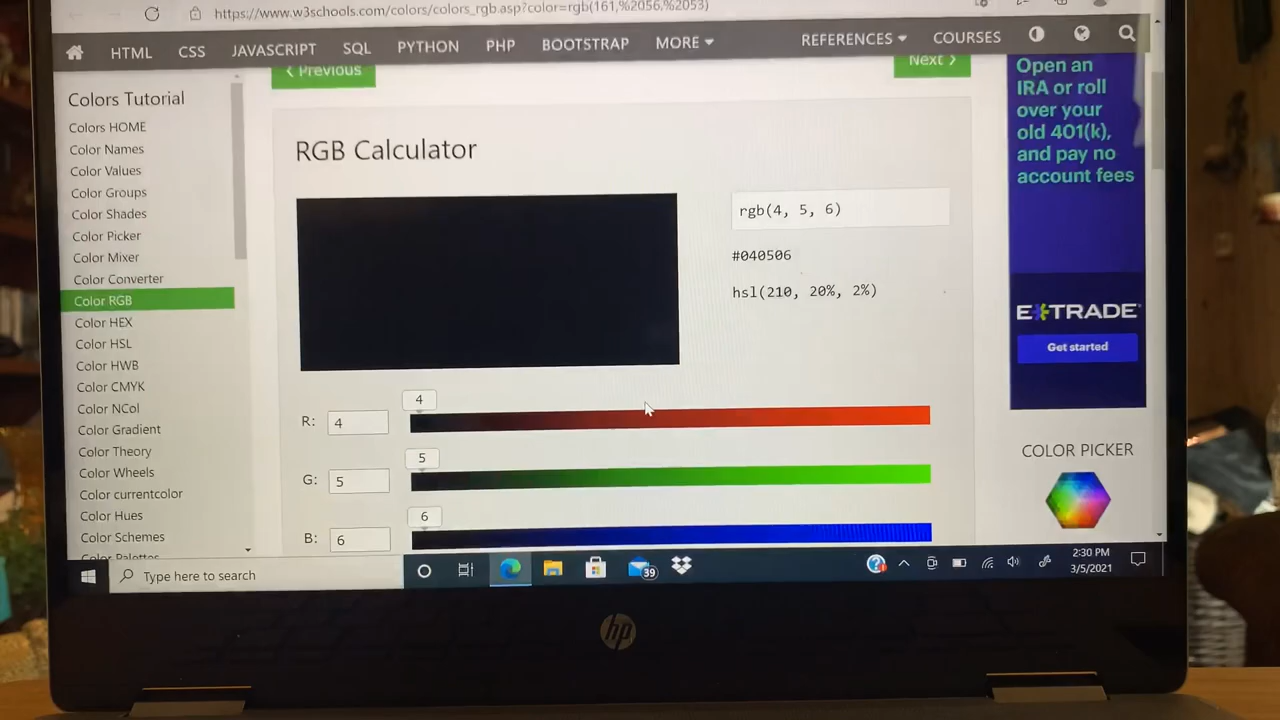 https://www.w3schools.com/colors/colors_rgb.asp?color=rgb(161,%2056,%2053)
HTML CSS JAVASCRIPT SQL PYTHON PHP BOOTSTRAP MORE REFERENCES COURSES
Colors Tutorial
Colors HOME
Color Names
Color Values
Color Groups
Color Shades
Color Picker
Color Mixer
Color Converter
Color RGB
Color HEX
Color HSL
Color HWB
Color CMYK
Color NCol
Color Gradient
Color Theory
Color Wheels
Color currentcolor
Color Hues
Color Schemes
Color Palettes
❮ Previous
Next ❯
RGB Calculator
rgb(4, 5, 6)
#040506
hsl(210, 20%, 2%)
4
R: 4
5
G: 5
6
B: 6
Open an
IRA or roll
over your
old 401(k),
and pay no
account fees
E*TRADE
Get started
COLOR PICKER
Type here to search
39
2:30 PM
3/5/2021
hp